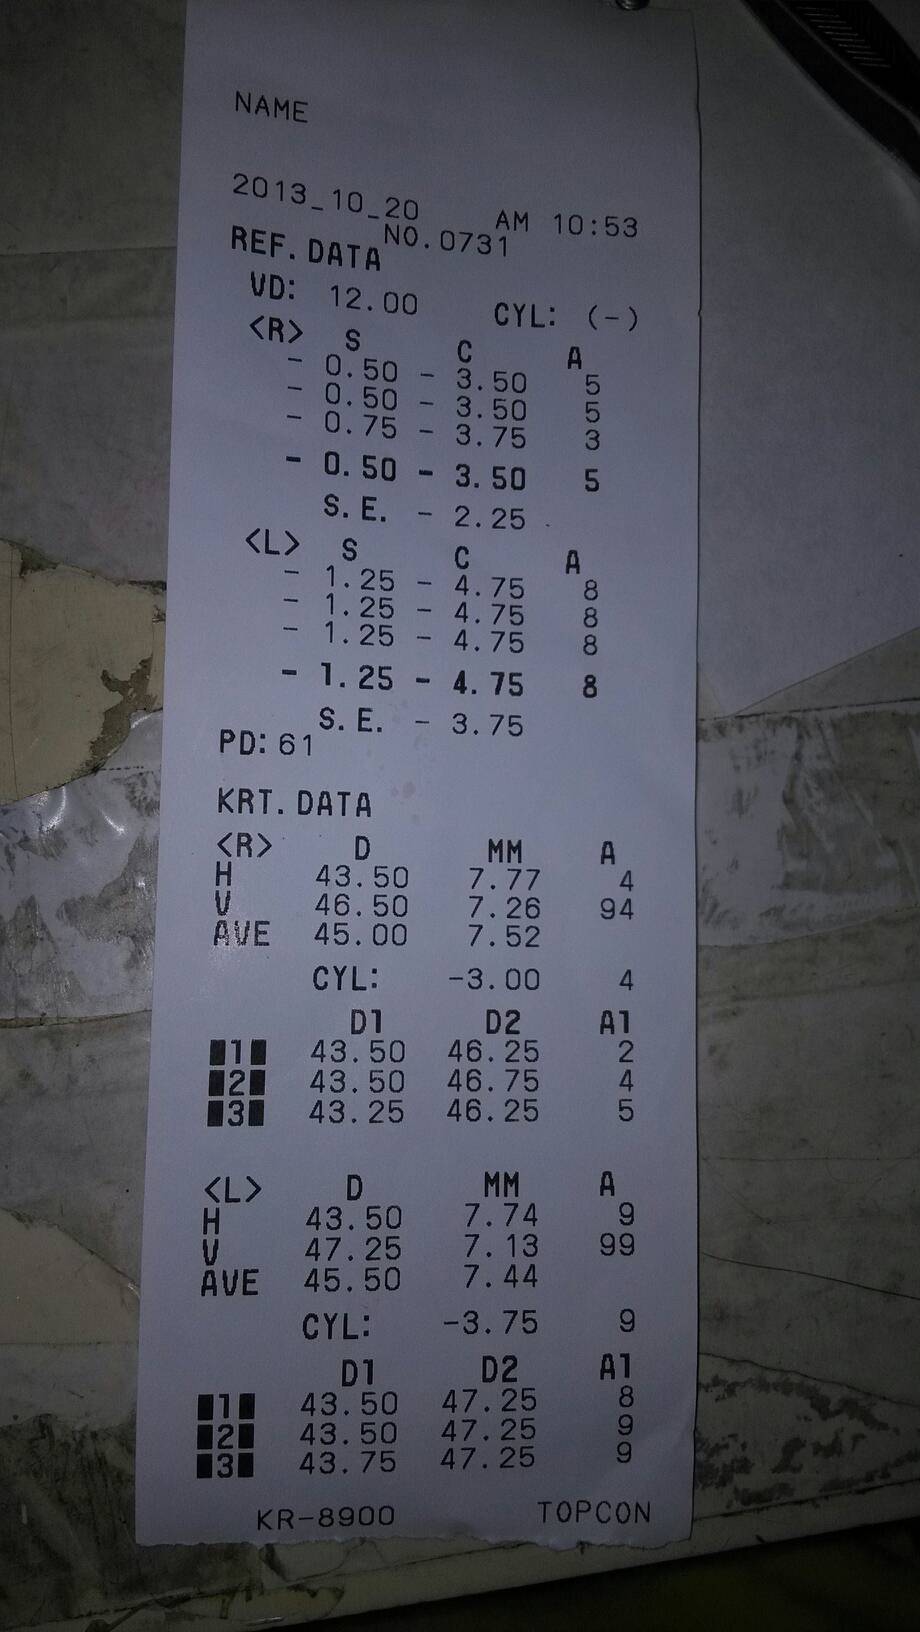 NAME
2013_10_20 AM 10:53
NO.0731
REF. DATA
VD: 12.00 CYL: (-)
<R> S C A
- 0.50 - 3.50 5
- 0.50 - 3.50 5
- 0.75 - 3.75 3
- 0.50 - 3.50 5
S.E. - 2.25
<L> S C A
- 1.25 - 4.75 8
- 1.25 - 4.75 8
- 1.25 - 4.75 8
- 1.25 - 4.75 8
S.E. - 3.75
PD: 61
KRT. DATA
<R> D MM A
H 43.50 7.77 4
V 46.50 7.26 94
AVE 45.00 7.52
CYL: -3.00 4
D1 D2 A1
1 43.50 46.25 2
2 43.50 46.75 4
3 43.25 46.25 5
<L> D MM A
H 43.50 7.74 9
V 47.25 7.13 99
AVE 45.50 7.44
CYL: -3.75 9
D1 D2 A1
1 43.50 47.25 8
2 43.50 47.25 9
3 43.75 47.25 9
KR-8900 TOPCON